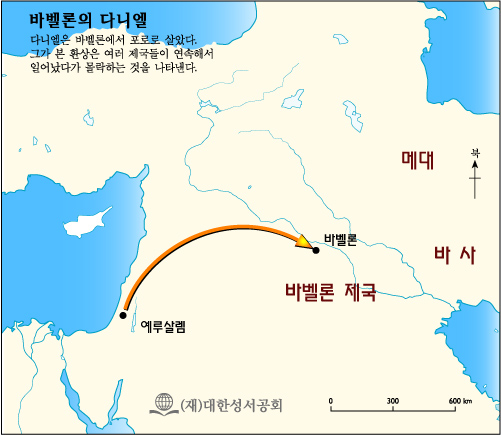 바벨론의 다니엘
다니엘은 바벨론에서 포로로 살았다.
그가 본 환상은 여러 제국들이 연속해서
일어났다가 몰락하는 것을 나타낸다.
메대
북
바벨론
바 사
바벨론 제국
예루살렘
(재)대한성서공회
0 300 600 km